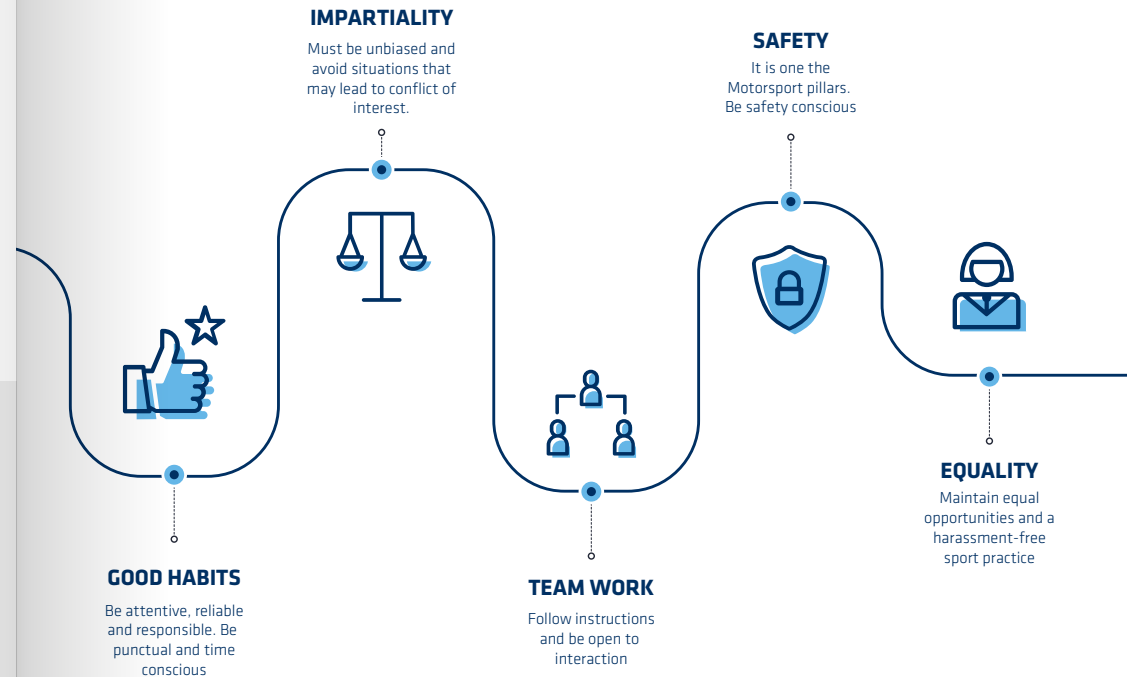 IMPARTIALITY
Must be unbiased and
avoid situations that
may lead to conflict of
interest.
SAFETY
It is one the
Motorsport pillars.
Be safety conscious
GOOD HABITS
Be attentive, reliable
and responsible. Be
punctual and time
conscious
TEAM WORK
Follow instructions
and be open to
interaction
EQUALITY
Maintain equal
opportunities and a
harassment-free
sport practice